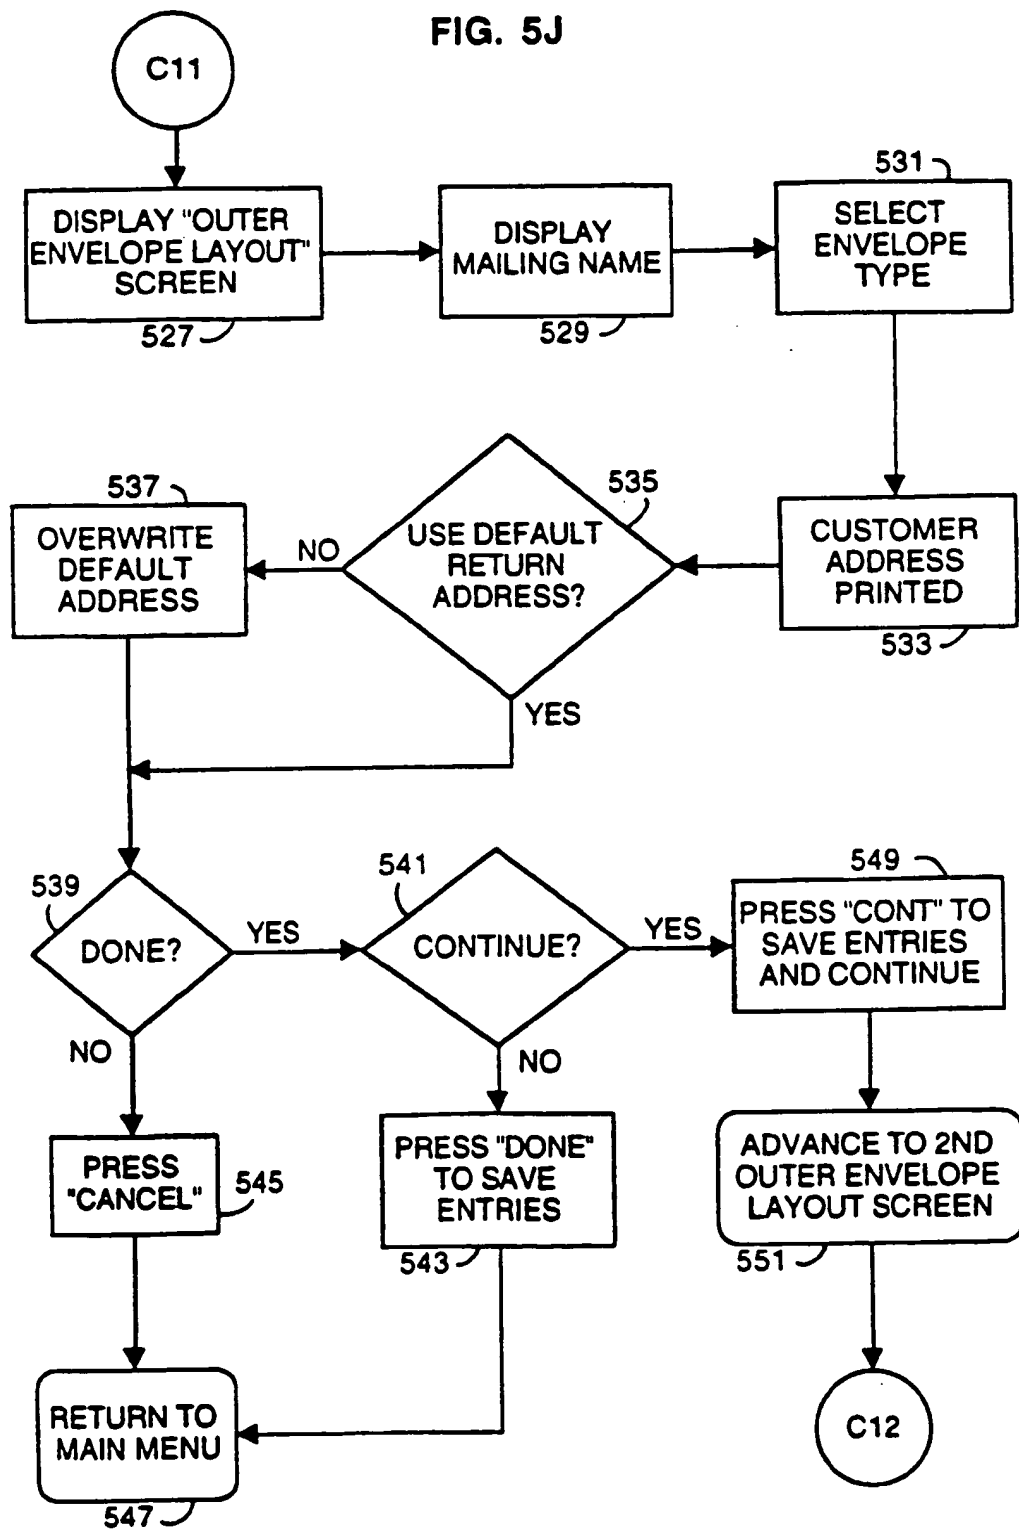 FIG. 5J
C11
DISPLAY "OUTER
ENVELOPE LAYOUT"
SCREEN
527
DISPLAY
MAILING NAME
529
531
SELECT
ENVELOPE
TYPE
537
OVERWRITE
DEFAULT
ADDRESS
NO
535
USE DEFAULT
RETURN
ADDRESS?
YES
CUSTOMER
ADDRESS
PRINTED
533
539
DONE?
YES
NO
541
CONTINUE?
YES
NO
549
PRESS "CONT" TO
SAVE ENTRIES
AND CONTINUE
PRESS
"CANCEL"
545
PRESS "DONE"
TO SAVE
ENTRIES
543
ADVANCE TO 2ND
OUTER ENVELOPE
LAYOUT SCREEN
551
RETURN TO
MAIN MENU
547
C12